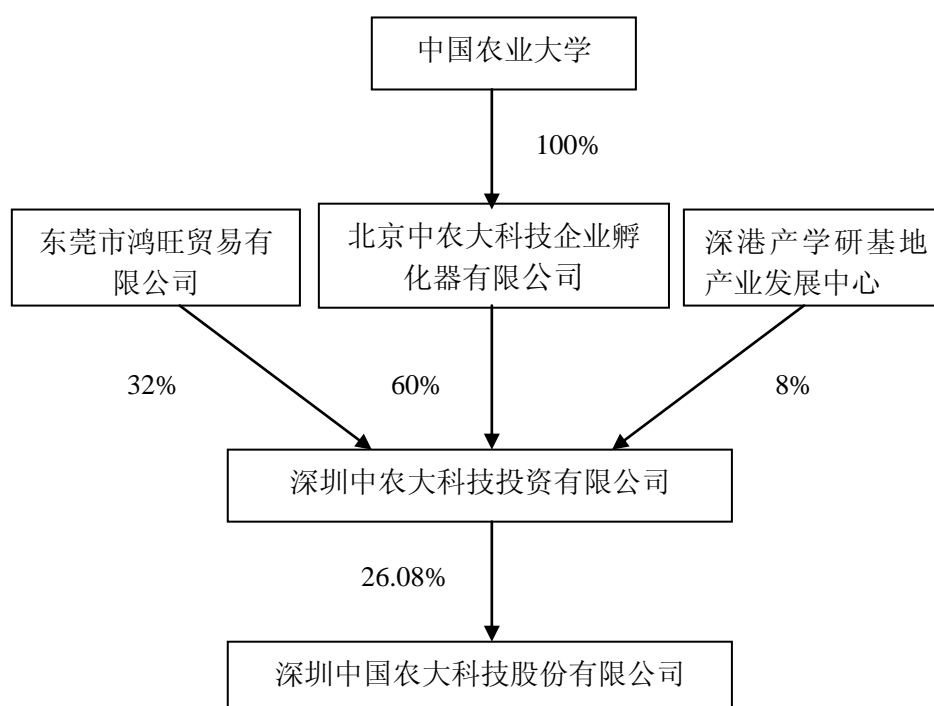 中国农业大学
100%
东莞市鸿旺贸易有
限公司
北京中农大科技企业孵
化器有限公司
深港产学研基地
产业发展中心
32%
60%
8%
深圳中农大科技投资有限公司
26.08%
深圳中国农大科技股份有限公司